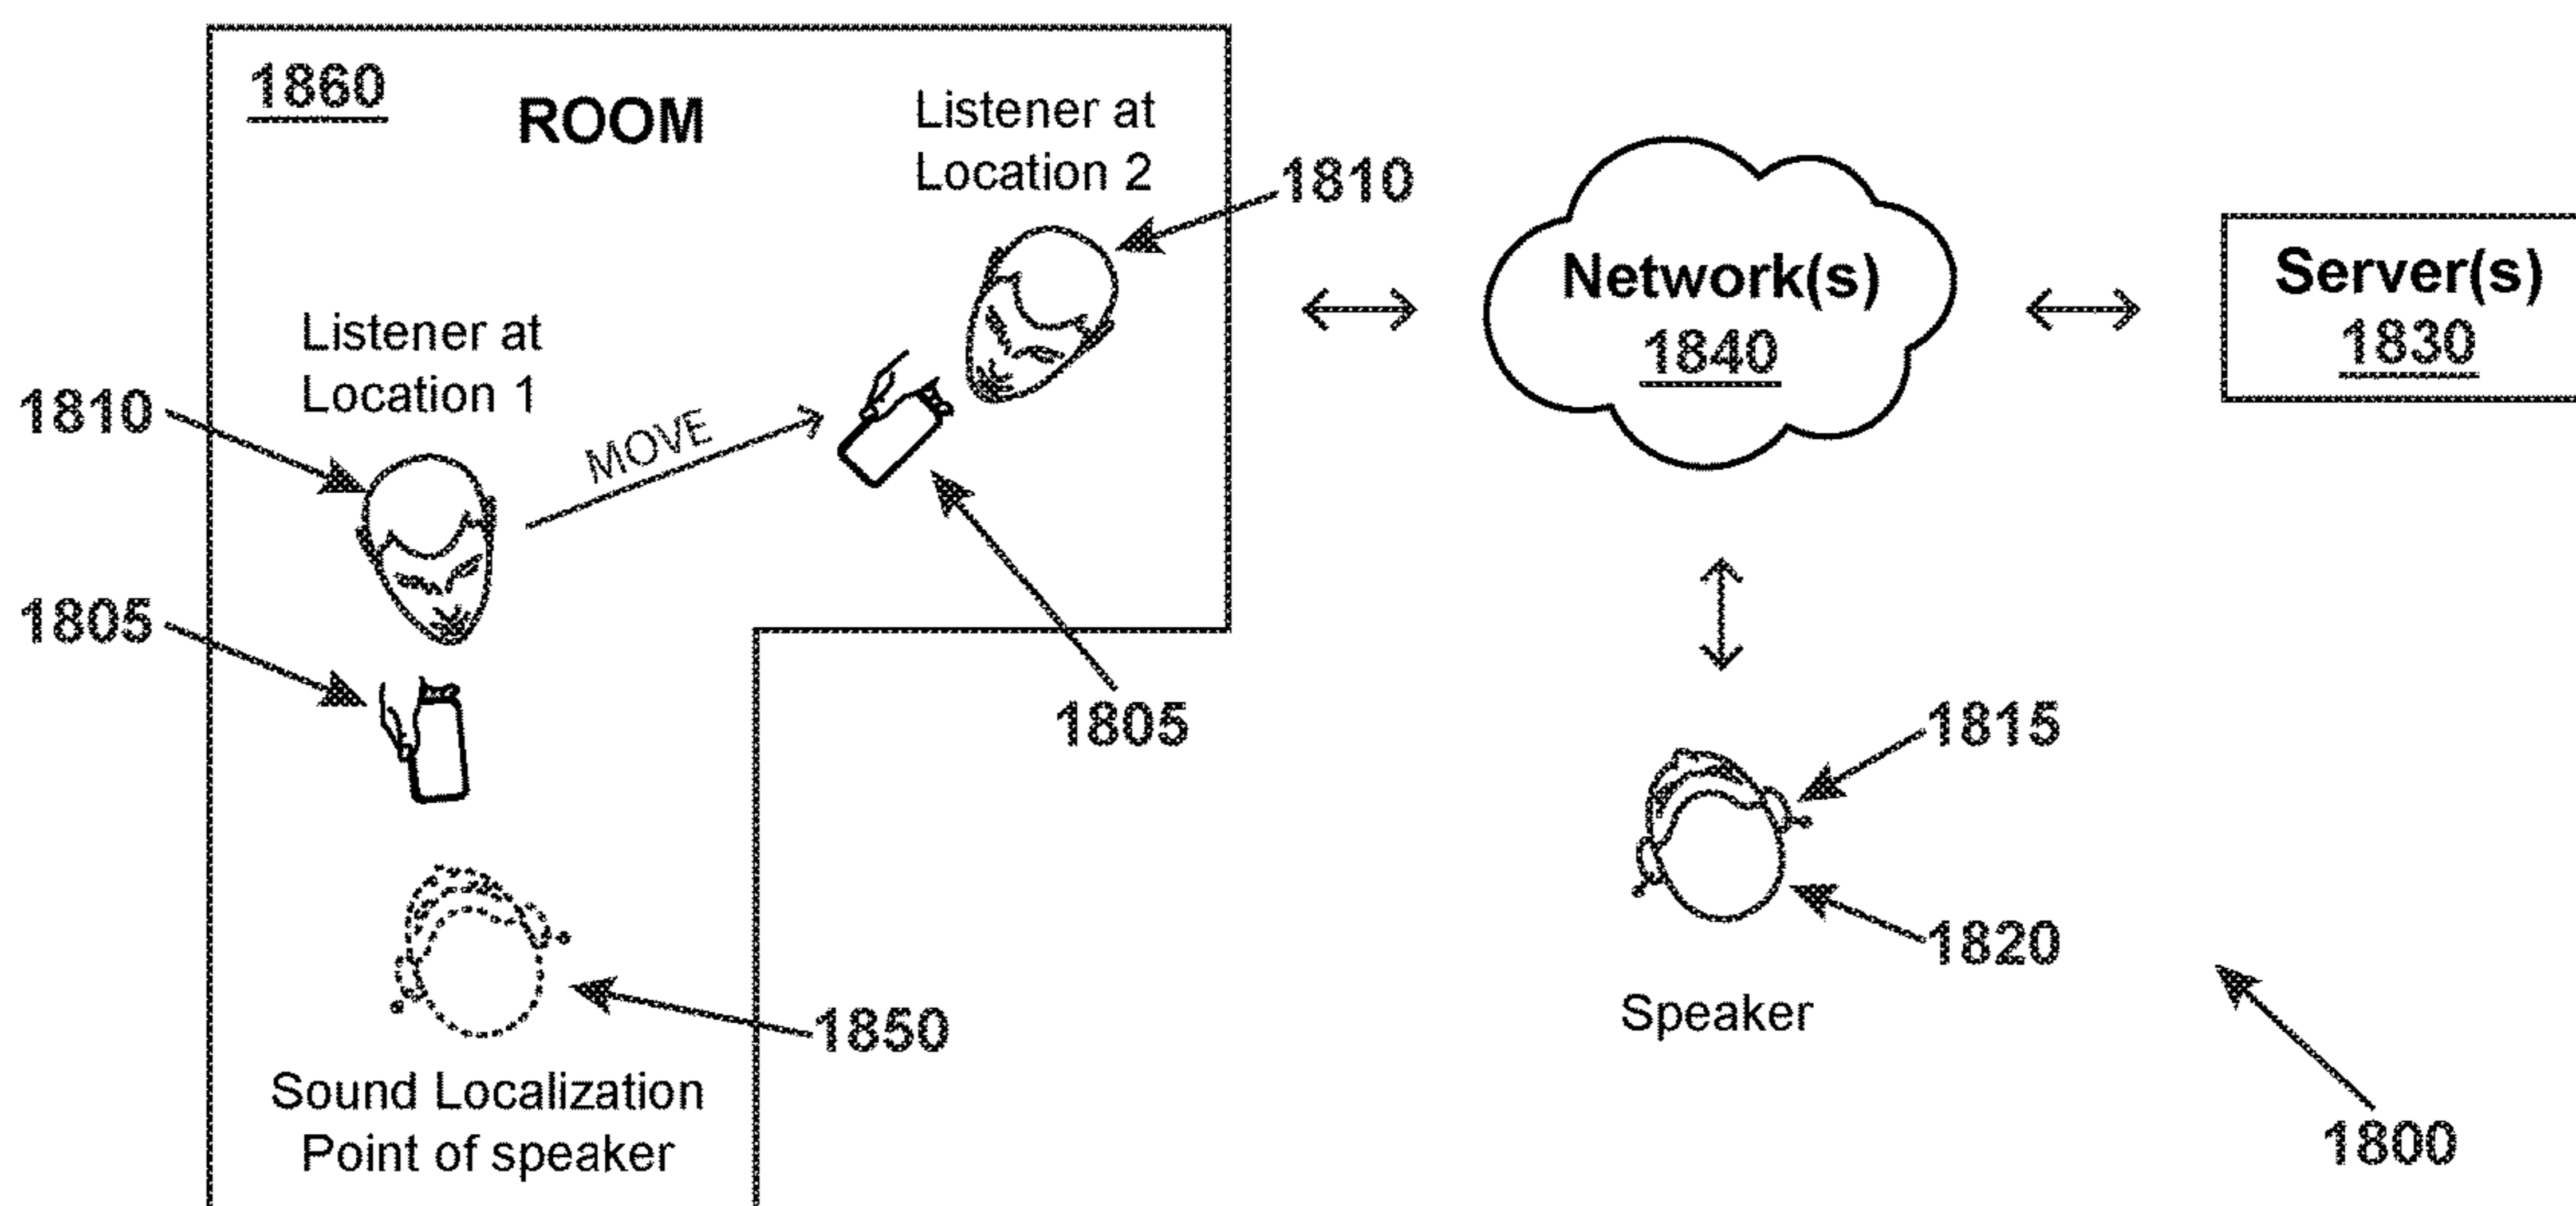 1860
ROOM
Listener at
Location 2
1810
Network(s)
1840
Server(s)
1830
Listener at
Location 1
1810
MOVE
1805
1805
1815
1820
Speaker
1850
Sound Localization
Point of speaker
1800